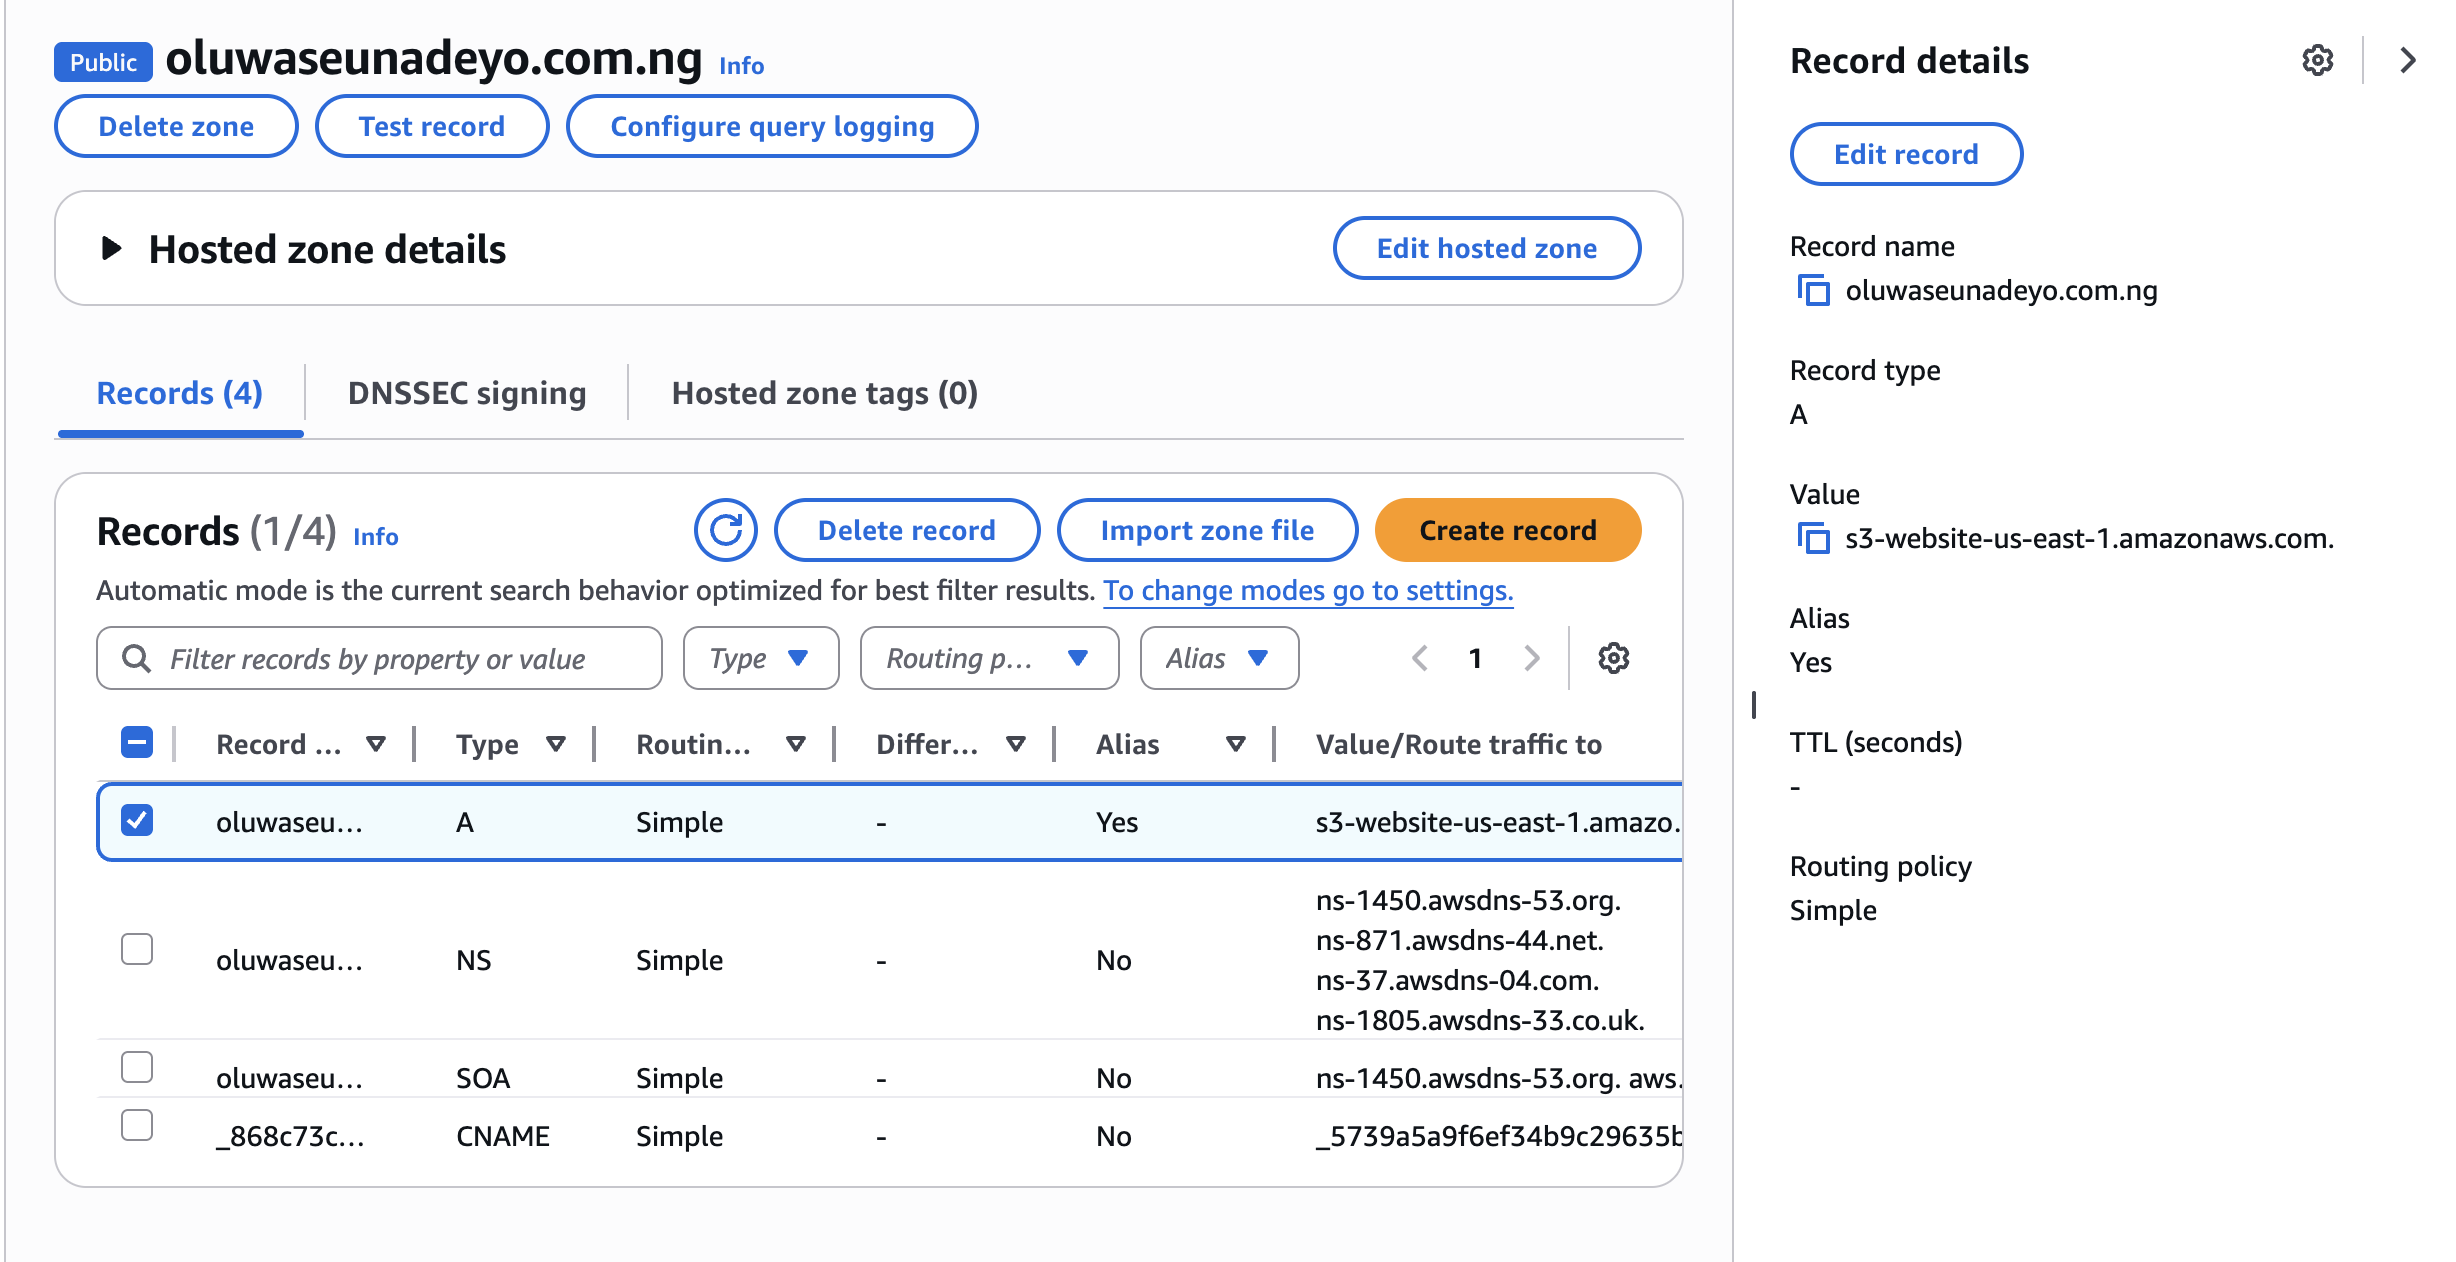 Public oluwaseunadeyo.com.ng Info
Delete zone Test record Configure query logging
Hosted zone details Edit hosted zone
Records (4) DNSSEC signing Hosted zone tags (0)
Records (1/4) Info Delete record Import zone file Create record
Automatic mode is the current search behavior optimized for best filter results. To change modes go to settings.
Filter records by property or value Type Routing p... Alias 1
Record ... Type Routin... Differ... Alias Value/Route traffic to
oluwaseu... A Simple - Yes s3-website-us-east-1.amazo.
oluwaseu... NS Simple - No ns-1450.awsdns-53.org.
ns-871.awsdns-44.net.
ns-37.awsdns-04.com.
ns-1805.awsdns-33.co.uk.
oluwaseu... SOA Simple - No ns-1450.awsdns-53.org. aws.
_868c73c... CNAME Simple - No _5739a5a9f6ef34b9c29635b
Record details
Edit record
Record name
oluwaseunadeyo.com.ng
Record type
A
Value
s3-website-us-east-1.amazonaws.com.
Alias
Yes
TTL (seconds)
-
Routing policy
Simple